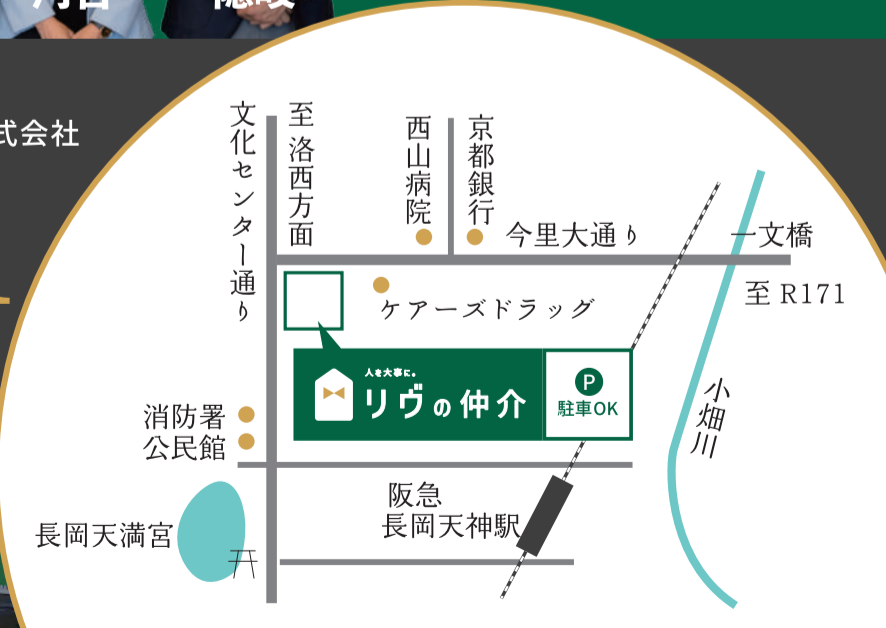 式会社
文化センター通り
至 洛西方面
西山病院
京都銀行
今里大通り
一文橋
至 R171
ケアーズドラッグ
人を大事に。
リヴの仲介
P
駐車OK
小畑川
消防署
公民館
阪急
長岡天神駅
長岡天満宮